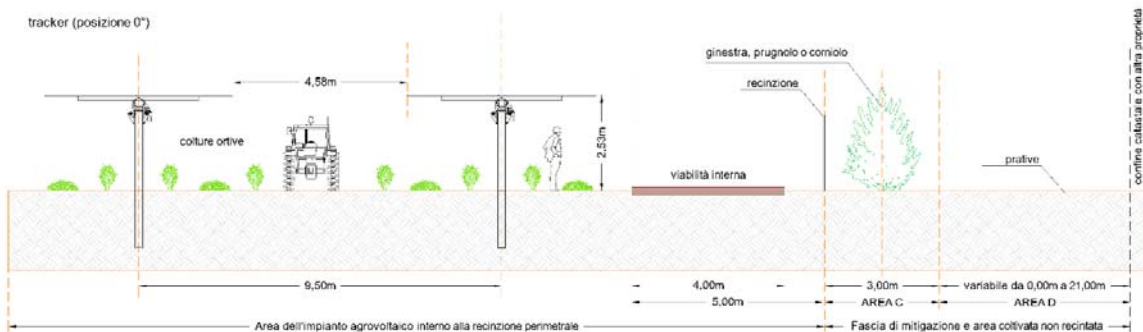 tracker (posizione 0°)
ginestra, prugnolo o corniolo
recinzione
4,58m
colture ortive
2,53m
viabilità interna
prative
confine catastale con altra proprietà
9,50m
4,00m
3,00m
variabile da 0,00m a 21,00m
5,00m
AREA C
AREA D
Area dell'impianto agrovoltaico interno alla recinzione perimetrale
Fascia di mitigazione e area coltivata non recintata